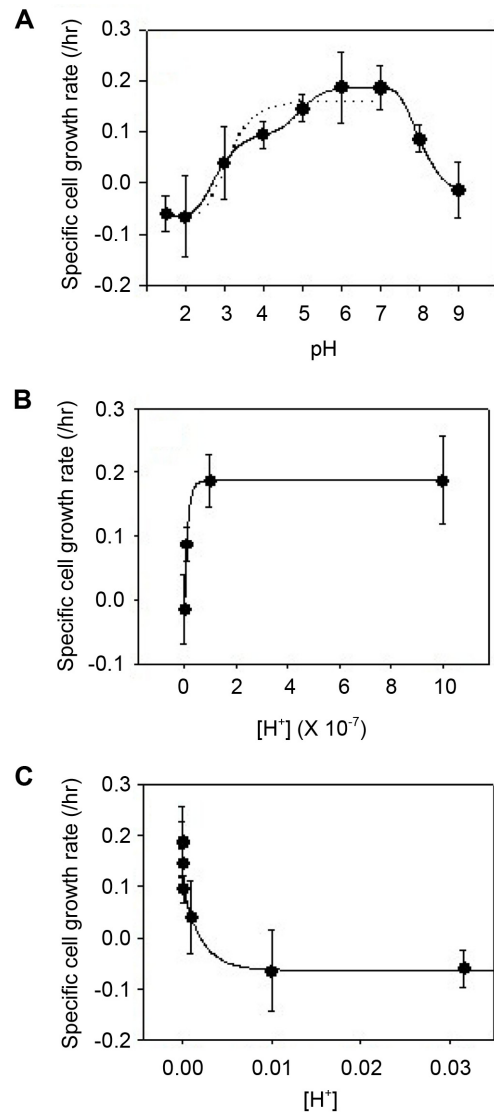 A
Specific cell growth rate (/hr)
0.3
0.2
0.1
0.0
-0.1
-0.2
2 3 4 5 6 7 8 9
pH
B
Specific cell growth rate (/hr)
0.3
0.2
0.1
0.0
-0.1
0 2 4 6 8 10
[H⁺] (X 10⁻⁷)
C
Specific cell growth rate (/hr)
0.3
0.2
0.1
0.0
-0.1
-0.2
0.00 0.01 0.02 0.03
[H⁺]